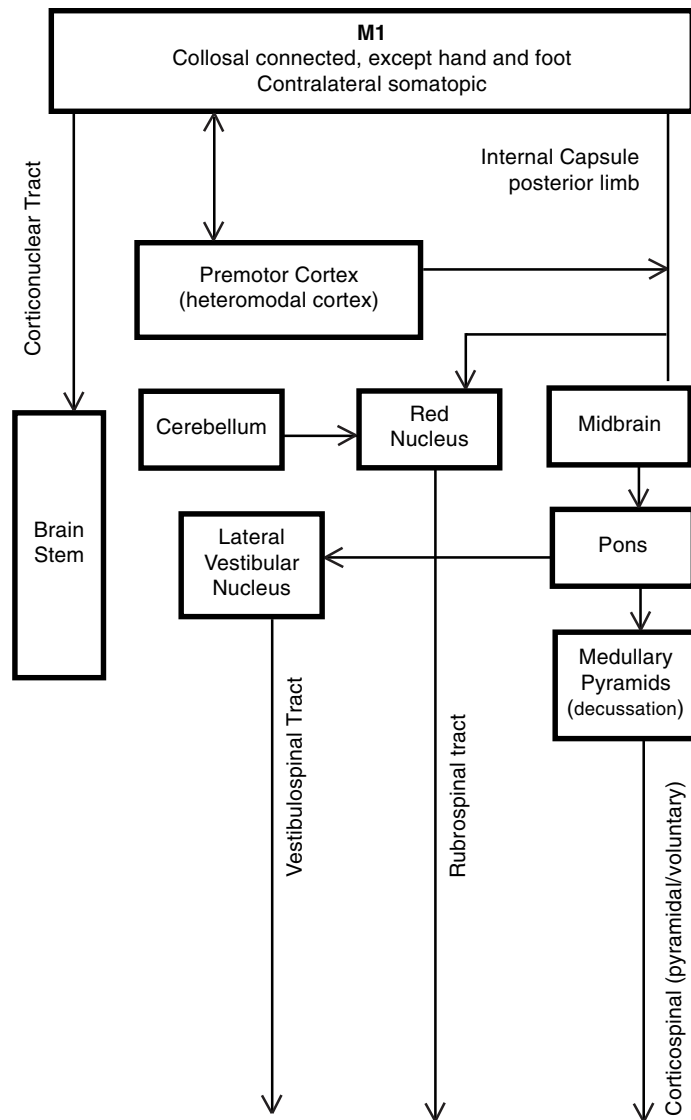 M1
Collosal connected, except hand and foot
Contralateral somatopic
Corticonuclear Tract
Internal Capsule
posterior limb
Premotor Cortex
(heteromodal cortex)
Cerebellum
Red
Nucleus
Midbrain
Brain
Stem
Lateral
Vestibular
Nucleus
Pons
Medullary
Pyramids
(decussation)
Vestibulospinal Tract
Rubrospinal tract
Corticospinal (pyramidal/voluntary)